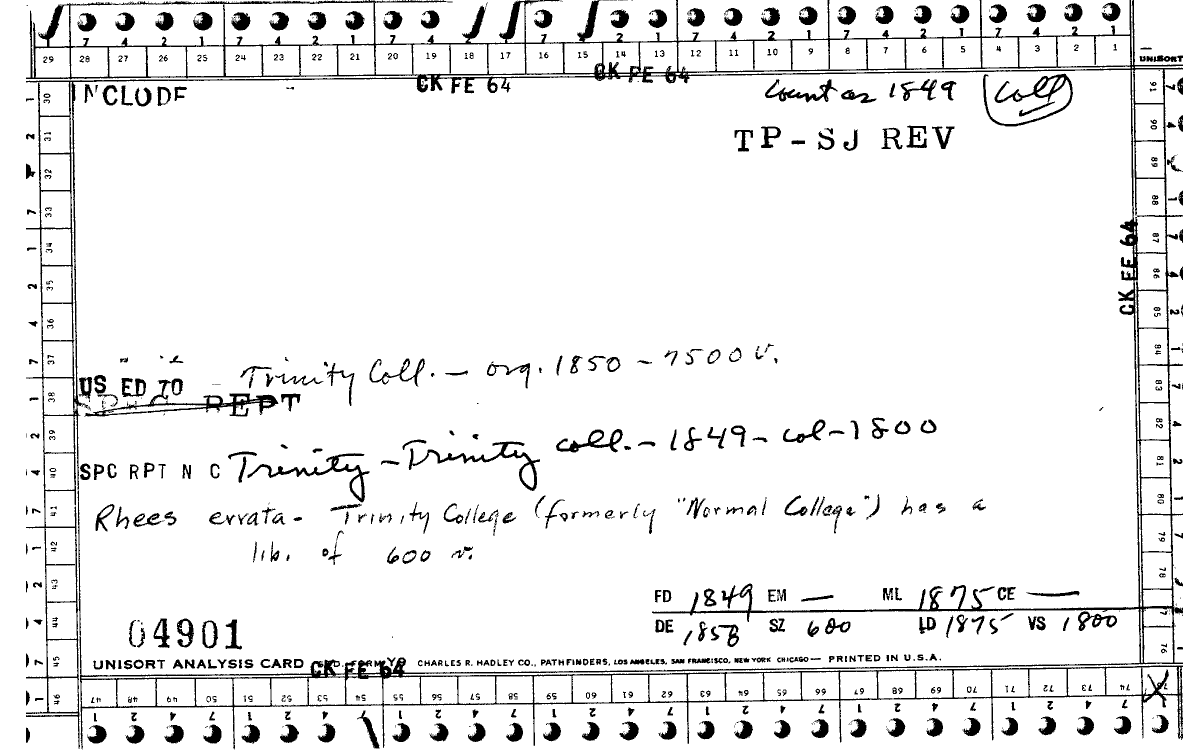 7 4 2 1 7 4 2 1 7 4 7 2 1 7 4 2 1 7 4 2 1 7 4 2 1
29 28 27 26 25 24 23 22 21 20 19 18 17 16 15 14 13 12 11 10 9 8 7 6 5 4 3 2 1
UNISORT
CK FE 64 CK FE 64
count as 1849 coll
TP-SJ REV
CK FE 64
US ED 70 Trinity Coll. - org. 1850 - 7500 v.
REPT
SPC RPT N C Trinity - Trinity coll. - 1849 - col - 1800
Rhees errata - Trinity College (formerly "Normal College") has a
lib. of 600 v.
FD 1849 EM — ML 1875 CE —
DE 1858 SZ 600 LD 1875 VS 1800
04901
UNISORT ANALYSIS CARD CHARLES R. HADLEY CO., PATHFINDERS, LOS ANGELES, SAN FRANCISCO, NEW YORK CHICAGO — PRINTED IN U.S.A.
CK FE 64
30 31 32 33 34 35 36 37 38 39 40 41 42 43 44 45 46
47 48 49 50 51 52 53 54 55 56 57 58 59 60 61 62 63 64 65 66 67 68 69 70 71 72 73 74
91 90 89 88 87 86 85 84 83 82 81 80 79 78 77 76